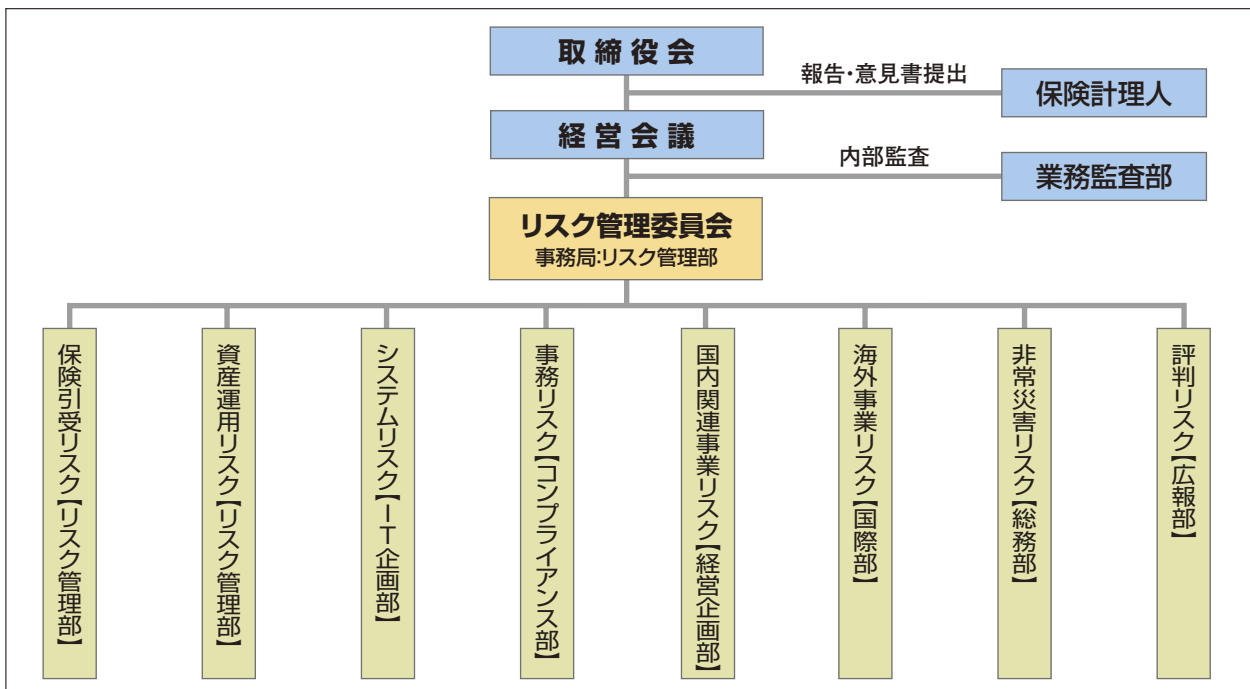 取締役会
報告・意見書提出
保険計理人
経営会議
内部監査
業務監査部
リスク管理委員会
事務局:リスク管理部
保険引受リスク【リスク管理部】
資産運用リスク【リスク管理部】
システムリスク【IT企画部】
事務リスク【コンプライアンス部】
国内関連事業リスク【経営企画部】
海外事業リスク【国際部】
非常災害リスク【総務部】
評判リスク【広報部】